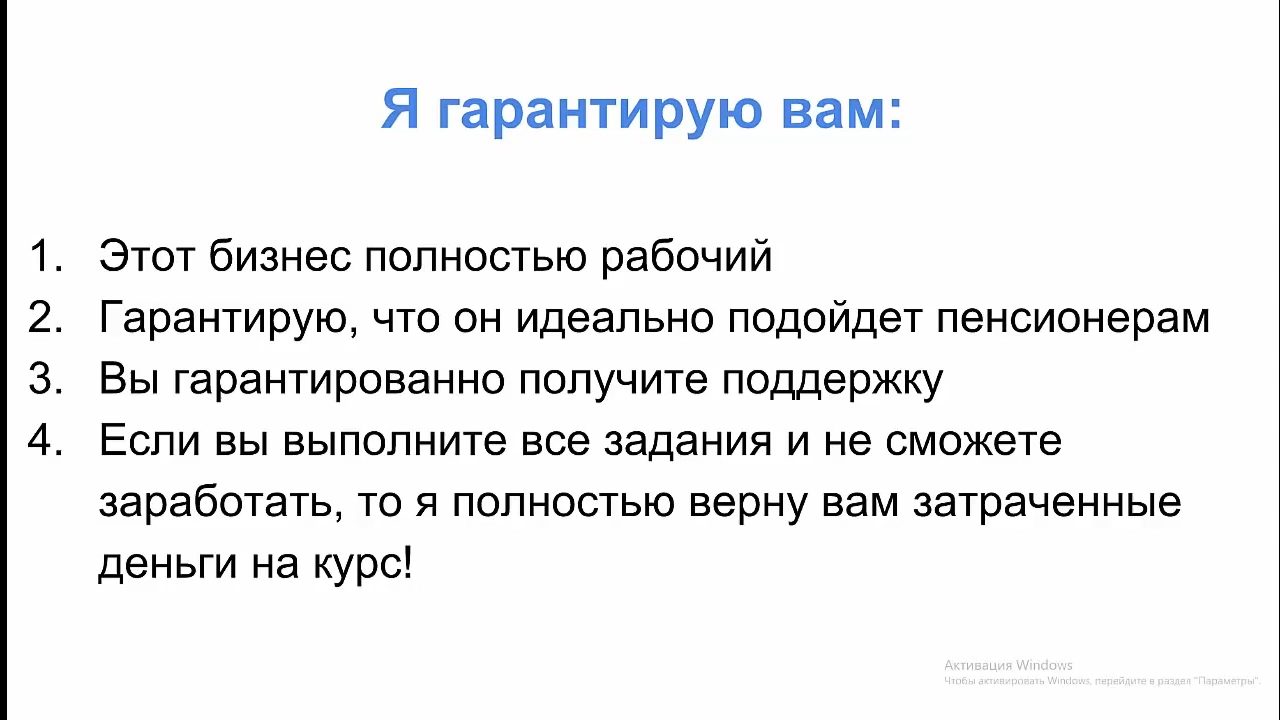 Я гарантирую вам:
1. Этот бизнес полностью рабочий
2. Гарантирую, что он идеально подойдет пенсионерам
3. Вы гарантированно получите поддержку
4. Если вы выполните все задания и не сможете
заработать, то я полностью верну вам затраченные
деньги на курс!
Активация Windows
Чтобы активировать Windows, перейдите в раздел "Параметры".